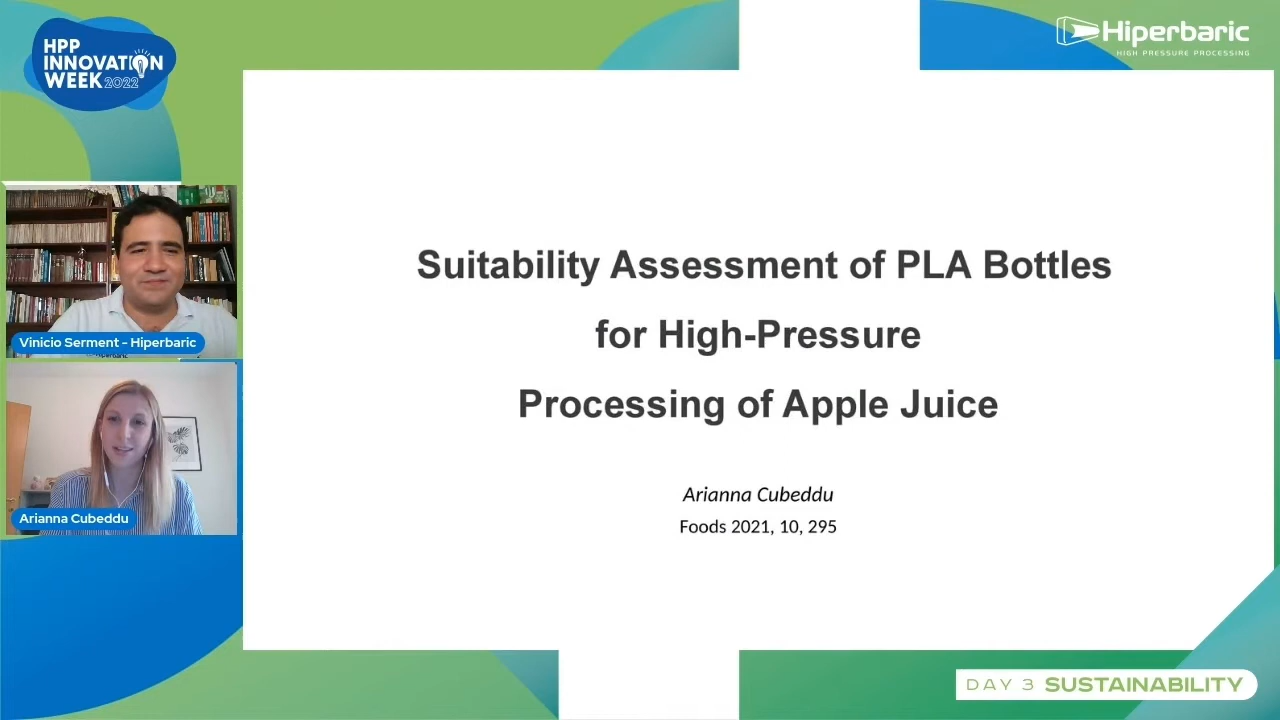 HPP
INNOVATION
WEEK 2022
Hiperbaric
HIGH PRESSURE PROCESSING
Vinicio Serment - Hiperbaric
Hiperbaric
Arianna Cubeddu
Suitability Assessment of PLA Bottles
for High-Pressure
Processing of Apple Juice
Arianna Cubeddu
Foods 2021, 10, 295
DAY 3 SUSTAINABILITY